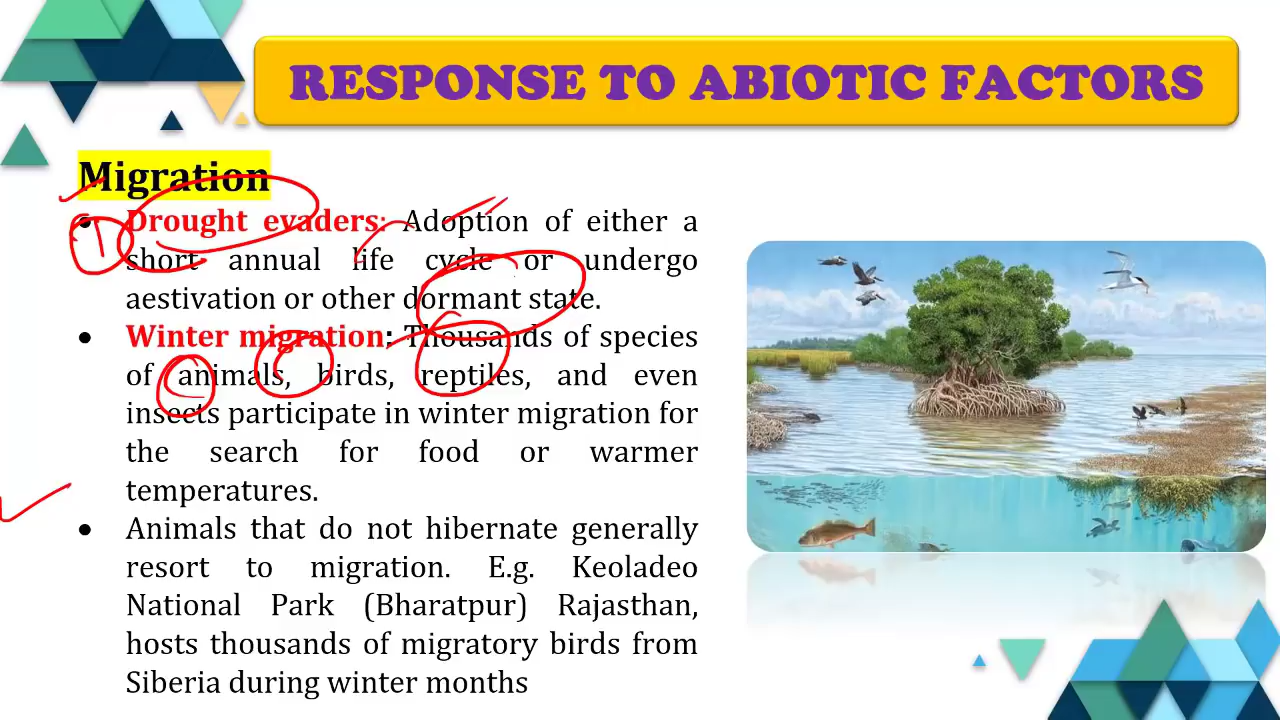 RESPONSE TO ABIOTIC FACTORS
Migration
• Drought evaders: Adoption of either a
short annual life cycle or undergo
aestivation or other dormant state.
• Winter migration: Thousands of species
of animals, birds, reptiles, and even
insects participate in winter migration for
the search for food or warmer
temperatures.
• Animals that do not hibernate generally
resort to migration. E.g. Keoladeo
National Park (Bharatpur) Rajasthan,
hosts thousands of migratory birds from
Siberia during winter months
1